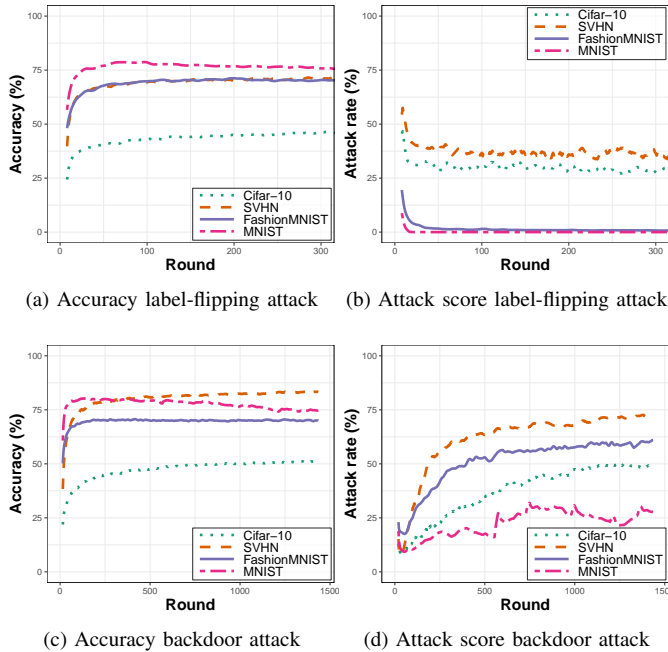 100
75
50
25
0
Accuracy (%)
0
100
200
300
Round
Cifar−10
SVHN
FashionMNIST
MNIST
(a) Accuracy label-flipping attack
100
75
50
25
0
Attack rate (%)
0
100
200
300
Round
Cifar−10
SVHN
FashionMNIST
MNIST
(b) Attack score label-flipping attack
100
75
50
25
0
Accuracy (%)
0
500
1000
1500
Round
Cifar−10
SVHN
FashionMNIST
MNIST
(c) Accuracy backdoor attack
100
75
50
25
0
Attack rate (%)
0
500
1000
150
Round
Cifar−10
SVHN
FashionMNIST
MNIST
(d) Attack score backdoor attack